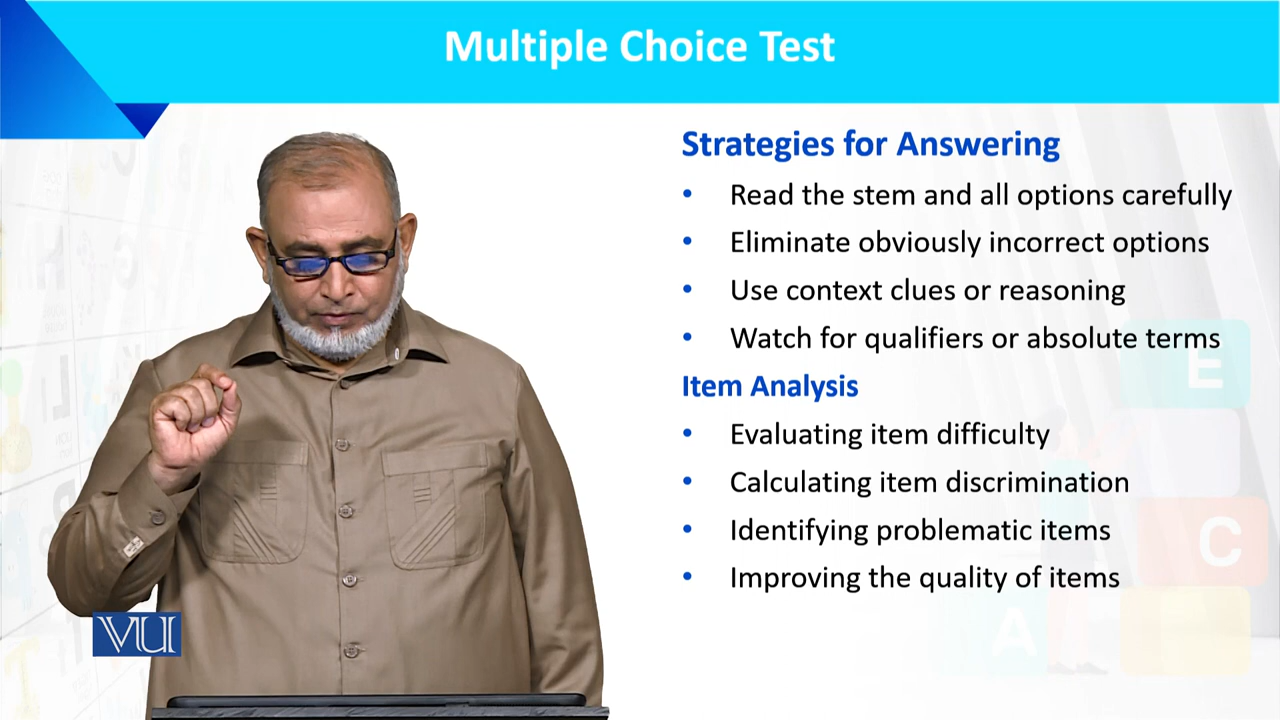 Multiple Choice Test
Strategies for Answering
• Read the stem and all options carefully
• Eliminate obviously incorrect options
• Use context clues or reasoning
• Watch for qualifiers or absolute terms
Item Analysis
• Evaluating item difficulty
• Calculating item discrimination
• Identifying problematic items
• Improving the quality of items
VU
E
C
A